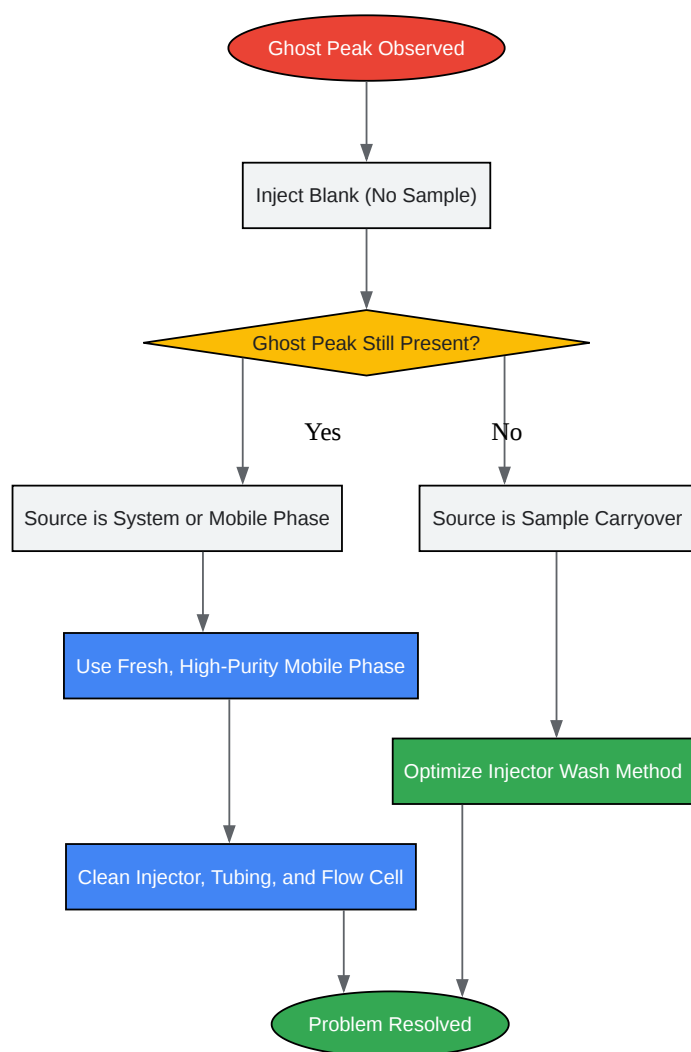 Ghost Peak Observed
Inject Blank (No Sample)
Ghost Peak Still Present?
Yes
No
Source is System or Mobile Phase
Source is Sample Carryover
Use Fresh, High-Purity Mobile Phase
Optimize Injector Wash Method
Clean Injector, Tubing, and Flow Cell
Problem Resolved